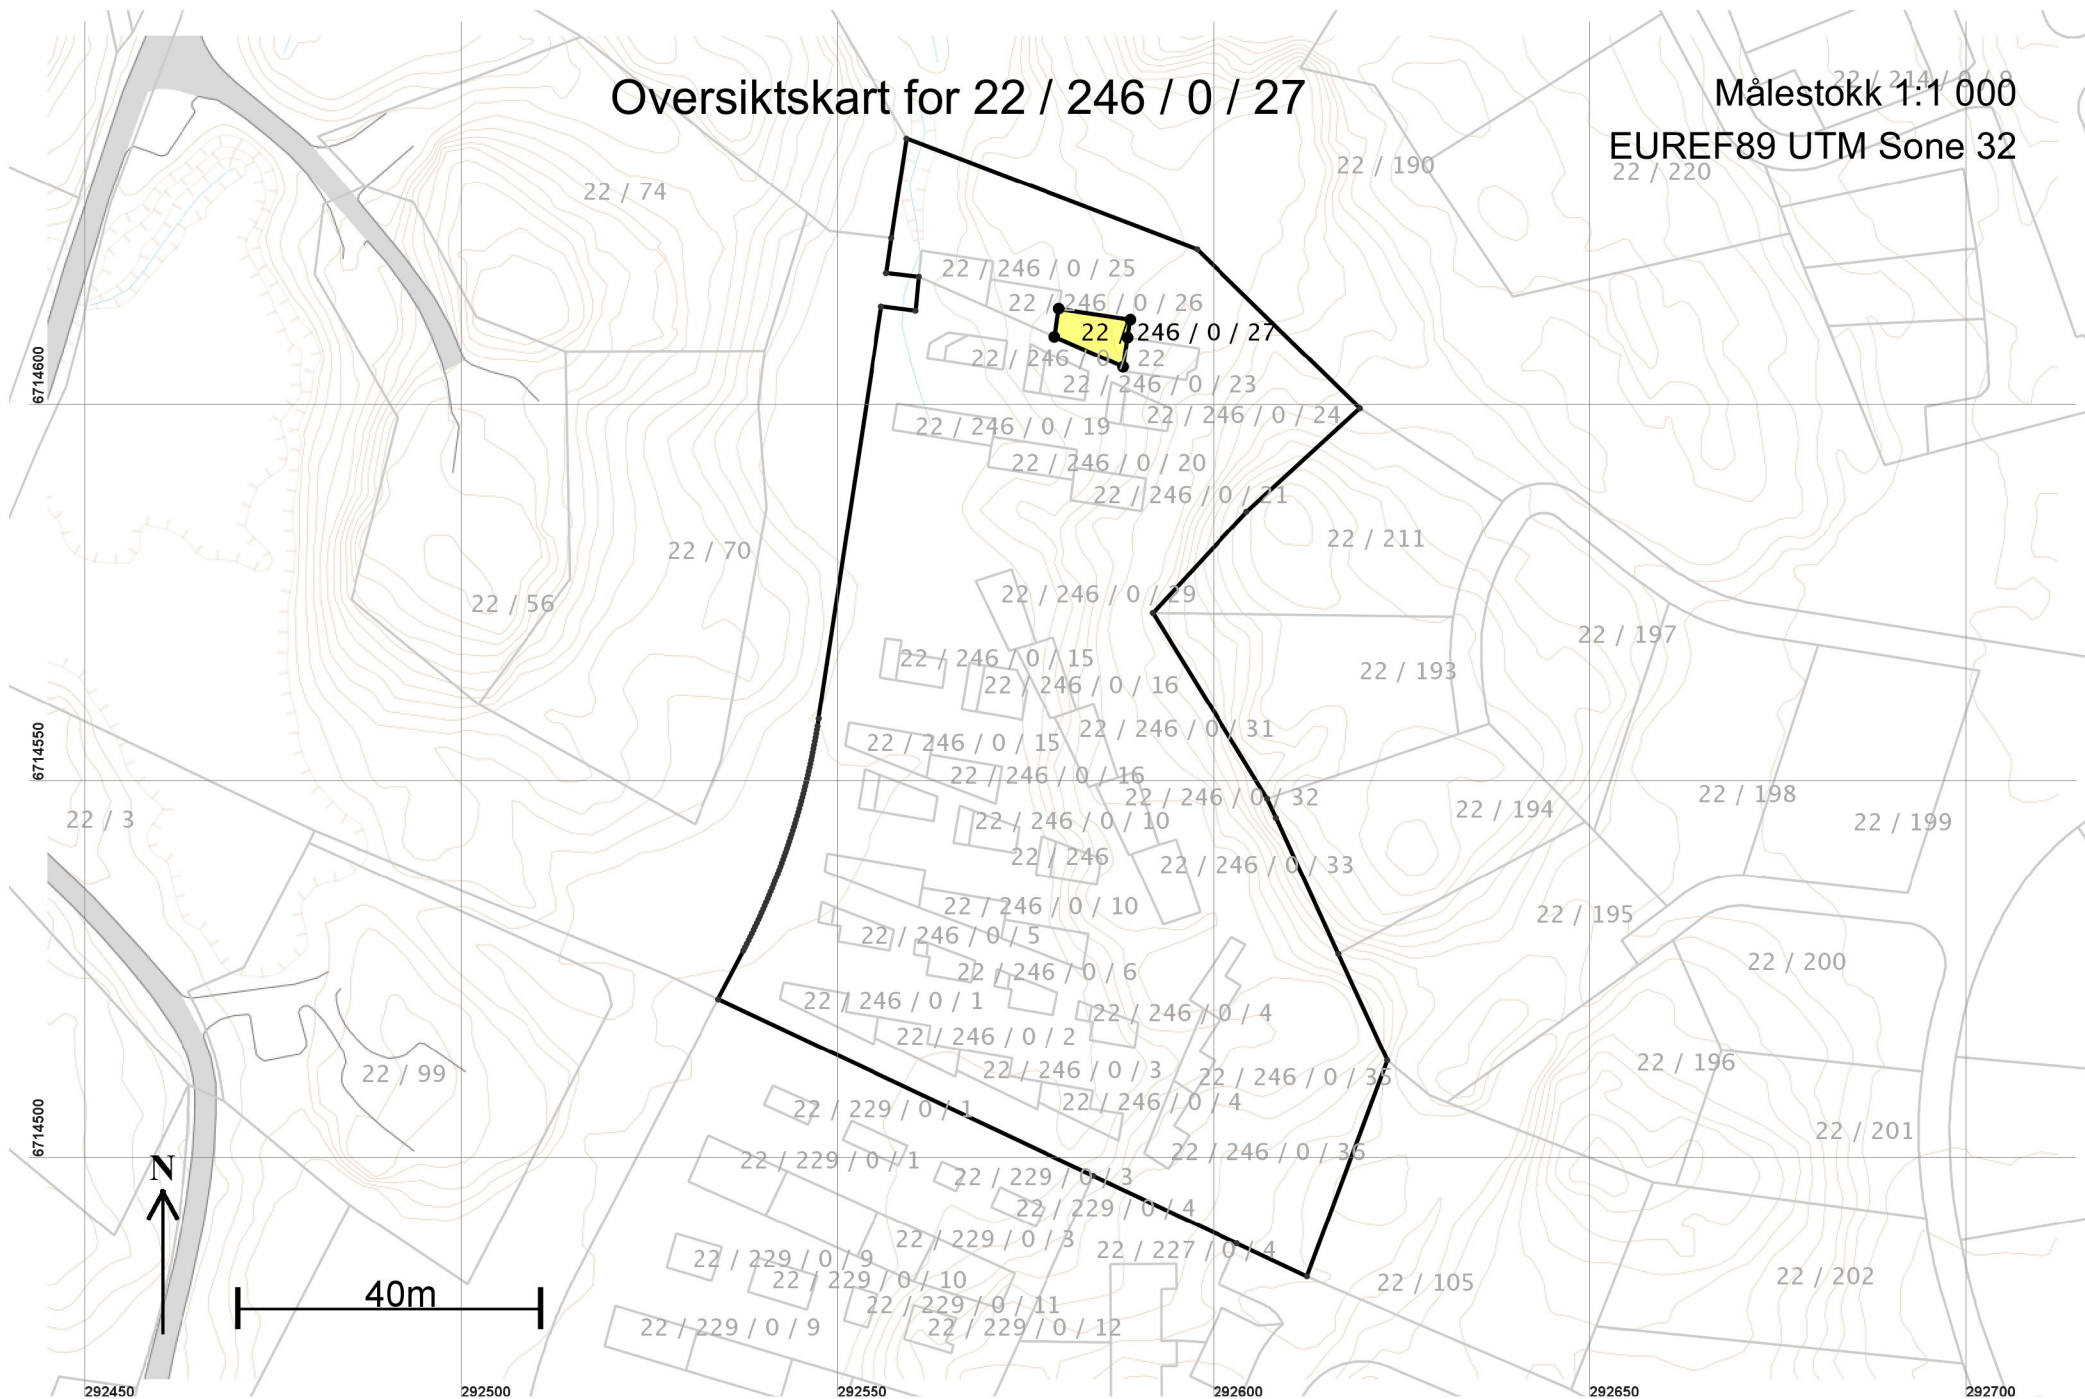 Oversiktskart for 22 / 246 / 0 / 27
Målestokk 1:1 000
EUREF89 UTM Sone 32
22 / 214 / 0 / 8
22 / 190
22 / 220
22 / 74
22 / 246 / 0 / 25
22 / 246 / 0 / 26
22 / 246 / 0 / 27
22 / 246 / 0 / 22
22 / 246 / 0 / 23
22 / 246 / 0 / 24
22 / 246 / 0 / 19
22 / 246 / 0 / 20
22 / 246 / 0 / 21
6714600
22 / 211
22 / 70
22 / 56
22 / 246 / 0 / 29
22 / 197
22 / 246 / 0 / 15
22 / 193
22 / 246 / 0 / 16
22 / 246 / 0 / 31
22 / 246 / 0 / 15
6714550
22 / 246 / 0 / 16
22 / 246 / 0 / 32
22 / 198
22 / 194
22 / 3
22 / 246 / 0 / 10
22 / 199
22 / 246
22 / 246 / 0 / 33
22 / 246 / 0 / 10
22 / 195
22 / 246 / 0 / 5
22 / 200
22 / 246 / 0 / 6
22 / 246 / 0 / 1
22 / 246 / 0 / 4
22 / 246 / 0 / 2
22 / 196
22 / 246 / 0 / 3
22 / 99
22 / 246 / 0 / 35
22 / 246 / 0 / 4
22 / 229 / 0 / 1
6714500
22 / 201
22 / 246 / 0 / 36
22 / 229 / 0 / 1
N
22 / 229 / 0 / 3
22 / 229 / 0 / 4
22 / 229 / 0 / 3
22 / 227 / 0 / 4
22 / 229 / 0 / 9
22 / 202
22 / 229 / 0 / 10
22 / 105
40m
22 / 229 / 0 / 11
22 / 229 / 0 / 9
22 / 229 / 0 / 12
292450
292500
292550
292600
292650
292700